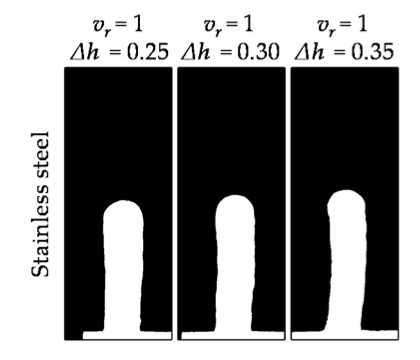 v_r = 1 v_r = 1 v_r = 1
Δh = 0.25 Δh = 0.30 Δh = 0.35
Stainless steel